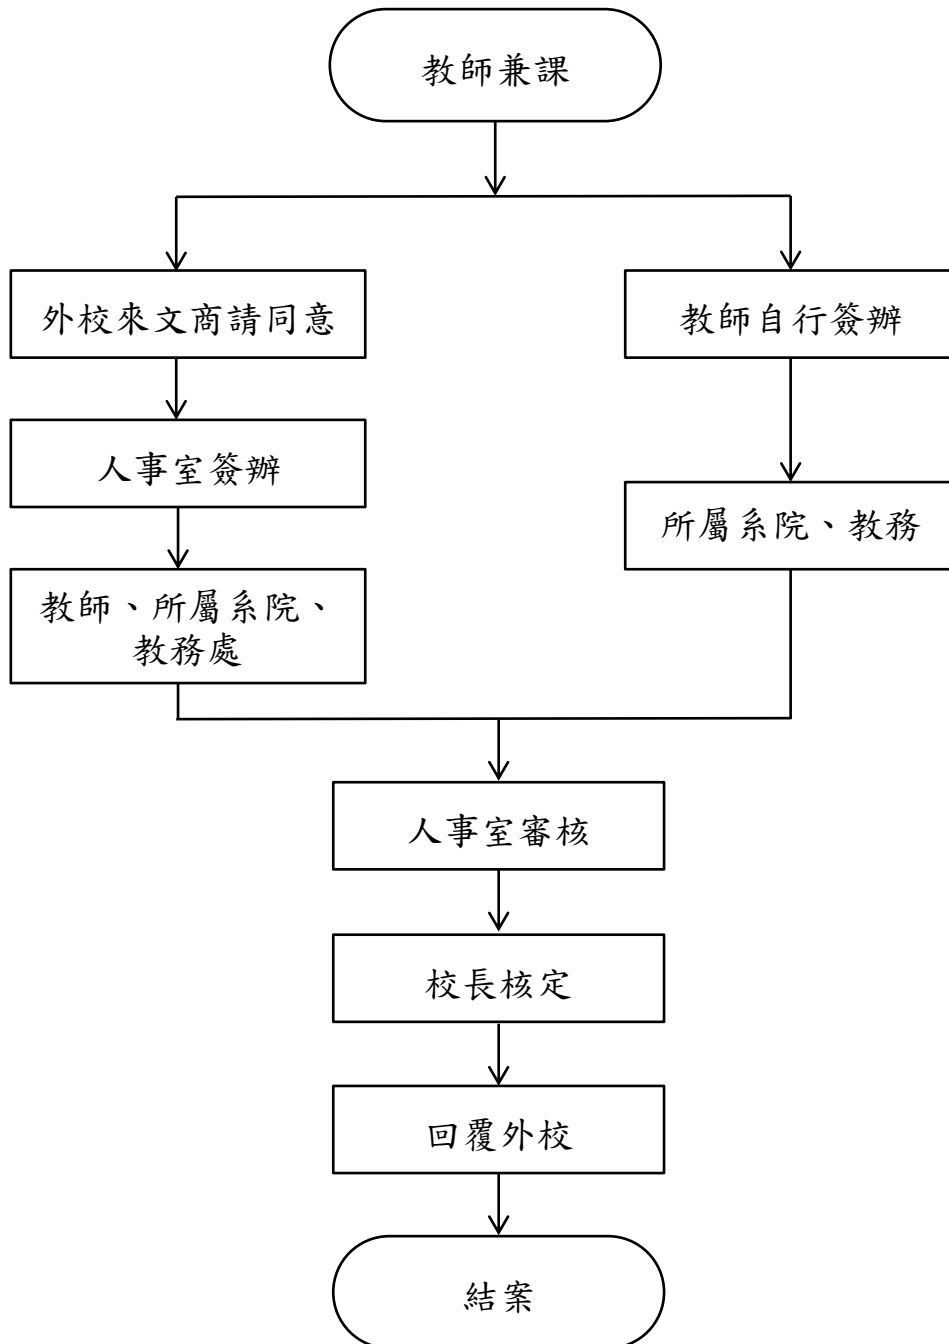 教師兼課
外校來文商請同意
教師自行簽辦
人事室簽辦
所屬系院、教務
教師、所屬系院、
教務處
人事室審核
校長核定
回覆外校
結案